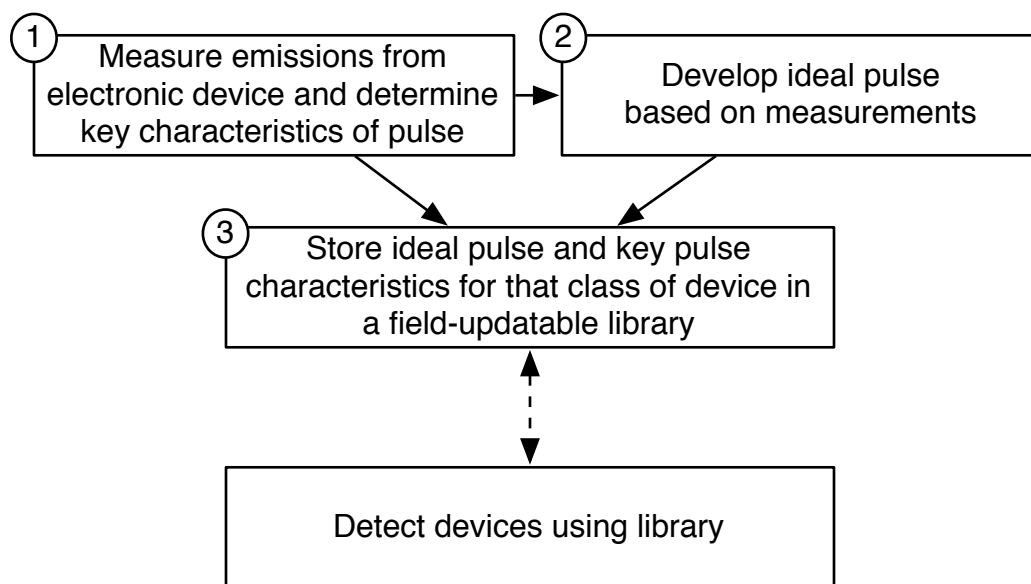 1
Measure emissions from
electronic device and determine
key characteristics of pulse
2
Develop ideal pulse
based on measurements
3
Store ideal pulse and key pulse
characteristics for that class of device in
a field-updatable library
Detect devices using library